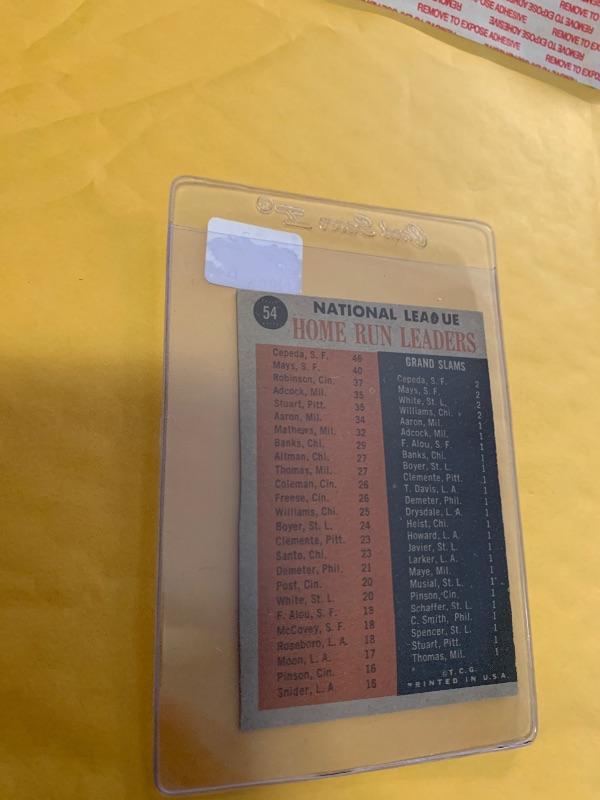 REMOVE TO EXPOSE ADHESIVE
REMOVE TO EXPOSE ADHESIVE
REMOVE TO EXPOSE ADHESIVE
Card Saver I ®
54
NATIONAL LEAGUE
HOME RUN LEADERS
Cepeda, S. F. 46
Mays, S. F. 40
Robinson, Cin. 37
Adcock, Mil. 35
Stuart, Pitt. 35
Aaron, Mil. 34
Mathews, Mil. 32
Banks, Chi. 29
Altman, Chi. 27
Thomas, Mil. 27
Coleman, Cin. 26
Freese, Cin. 26
Williams, Chi. 25
Boyer, St. L. 24
Clemente, Pitt. 23
Santo, Chi. 23
Demeter, Phil. 21
Post, Cin. 20
White, St. L. 20
F. Alou, S. F. 18
McCovey, S. F. 18
Roseboro, L. A. 18
Moon, L. A. 17
Pinson, Cin. 16
Snider, L. A. 16
GRAND SLAMS
Cepeda, S. F. 2
Mays, S. F. 2
White, St. L. 2
Williams, Chi. 2
Aaron, Mil. 1
Adcock, Mil. 1
F. Alou, S. F. 1
Banks, Chi. 1
Boyer, St. L. 1
Clemente, Pitt. 1
T. Davis, L. A. 1
Demeter, Phil. 1
Drysdale, L. A. 1
Heist, Chi. 1
Howard, L. A. 1
Javier, St. L. 1
Larker, L. A. 1
Maye, Mil. 1
Musial, St. L. 1
Pinson, Cin. 1
Schaffer, St. L. 1
C. Smith, Phil. 1
Spencer, St. L. 1
Stuart, Pitt. 1
Thomas, Mil. 1
©T. C. G.
PRINTED IN U.S.A.